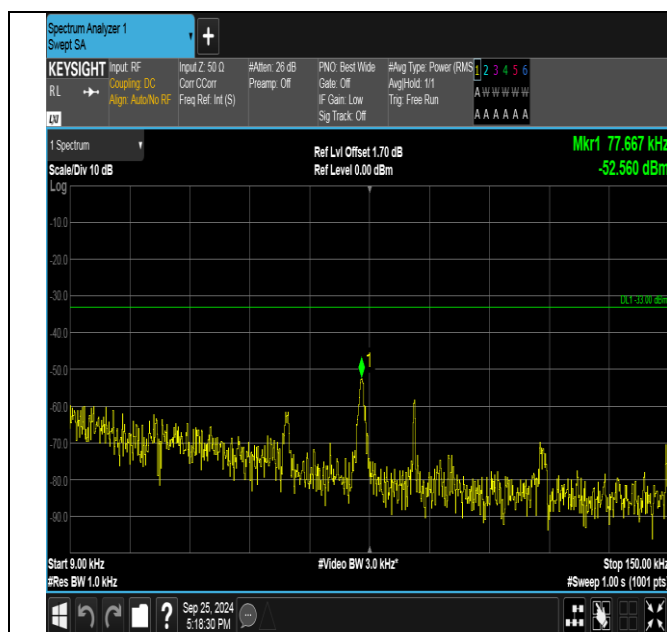 Spectrum Analyzer 1
Swept SA
+
KEYSIGHT
RL
LXI
Input: RF
Coupling: DC
Align: Auto/No RF
Input Z: 50 Ω
Corr CCorr
Freq Ref: Int (S)
#Atten: 26 dB
Preamp: Off
PNO: Best Wide
Gate: Off
IF Gain: Low
Sig Track: Off
#Avg Type: Power (RMS
Avg|Hold: 1/1
Trig: Free Run
1 2 3 4 5 6
A W W W W W
A A A A A A
1 Spectrum
Scale/Div 10 dB
Log
Ref Lvl Offset 1.70 dB
Ref Level 0.00 dBm
Mkr1 77.667 kHz
-52.560 dBm
-10.0
-20.0
-30.0
DL1 -33.00 dBm
-40.0
1
-50.0
-60.0
-70.0
-80.0
-90.0
Start 9.00 kHz
#Video BW 3.0 kHz*
Stop 150.00 kHz
#Res BW 1.0 kHz
#Sweep 1.00 s (1001 pts)
?
Sep 25, 2024
5:18:30 PM